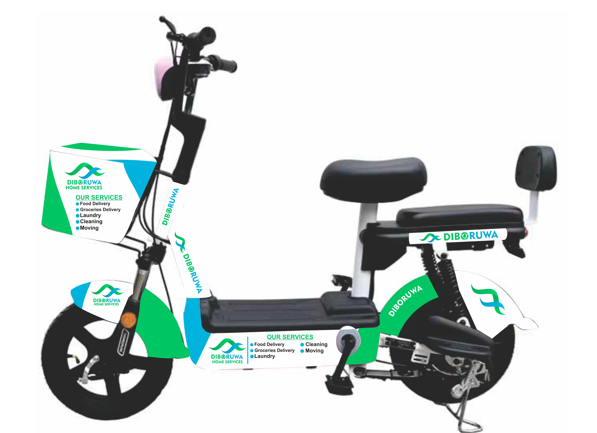 DIBORUWA
HOME SERVICES
OUR SERVICES
Food Delivery
Groceries Delivery
Laundry
Cleaning
Moving
DIBORUWA
DIBORUWA
DIBORUWA
HOME SERVICES
DIBORUWA
HOME SERVICES
OUR SERVICES
Food Delivery
Groceries Delivery
Laundry
Cleaning
Moving
DIBORUWA
DIBORUWA